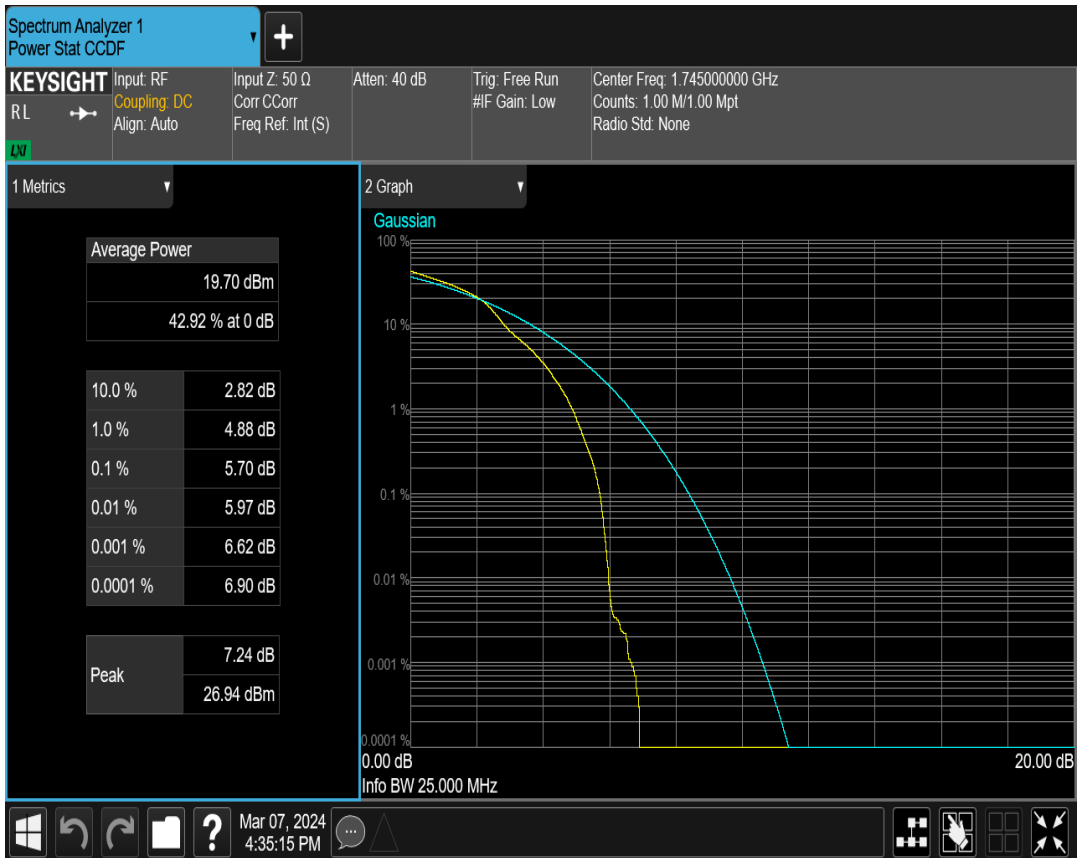 Spectrum Analyzer 1
Power Stat CCDF
+
KEYSIGHT
RL
LXI
Input: RF
Coupling: DC
Align: Auto
Input Z: 50 Ω
Corr CCorr
Freq Ref: Int (S)
Atten: 40 dB
Trig: Free Run
#IF Gain: Low
Center Freq: 1.745000000 GHz
Counts: 1.00 M/1.00 Mpt
Radio Std: None
1 Metrics
Average Power
19.70 dBm
42.92 % at 0 dB
10.0 % 2.82 dB
1.0 % 4.88 dB
0.1 % 5.70 dB
0.01 % 5.97 dB
0.001 % 6.62 dB
0.0001 % 6.90 dB
Peak 7.24 dB
26.94 dBm
2 Graph
Gaussian
100 %
10 %
1 %
0.1 %
0.01 %
0.001 %
0.0001 %
0.00 dB 20.00 dB
Info BW 25.000 MHz
?
Mar 07, 2024
4:35:15 PM